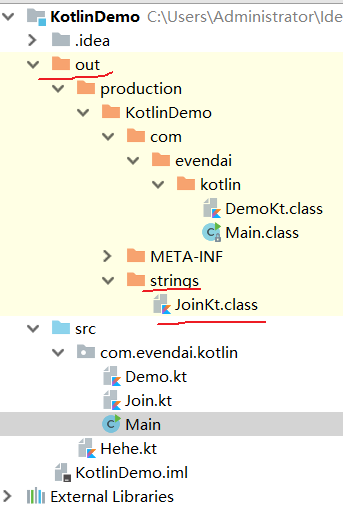 KotlinDemo C:\Users\Administrator\Ide
.idea
out
production
KotlinDemo
com
evendai
kotlin
DemoKt.class
Main.class
META-INF
strings
JoinKt.class
src
com.evendai.kotlin
Demo.kt
Join.kt
Main
Hehe.kt
KotlinDemo.iml
External Libraries